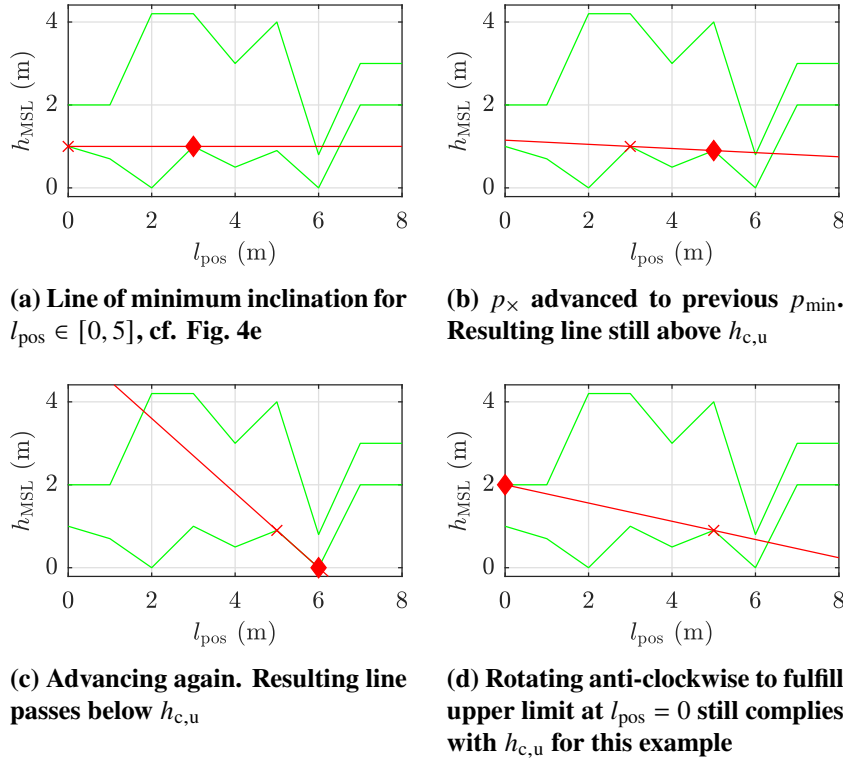 4
2
0
h_MSL (m)
0 2 4 6 8
l_pos (m)
(a) Line of minimum inclination for
l_pos ∈ [0, 5], cf. Fig. 4e
4
2
0
h_MSL (m)
0 2 4 6 8
l_pos (m)
(b) p_× advanced to previous p_min.
Resulting line still above h_c,u
4
2
0
h_MSL (m)
0 2 4 6 8
l_pos (m)
(c) Advancing again. Resulting line
passes below h_c,u
4
2
0
h_MSL (m)
0 2 4 6 8
l_pos (m)
(d) Rotating anti-clockwise to fulfill
upper limit at l_pos = 0 still complies
with h_c,u for this example